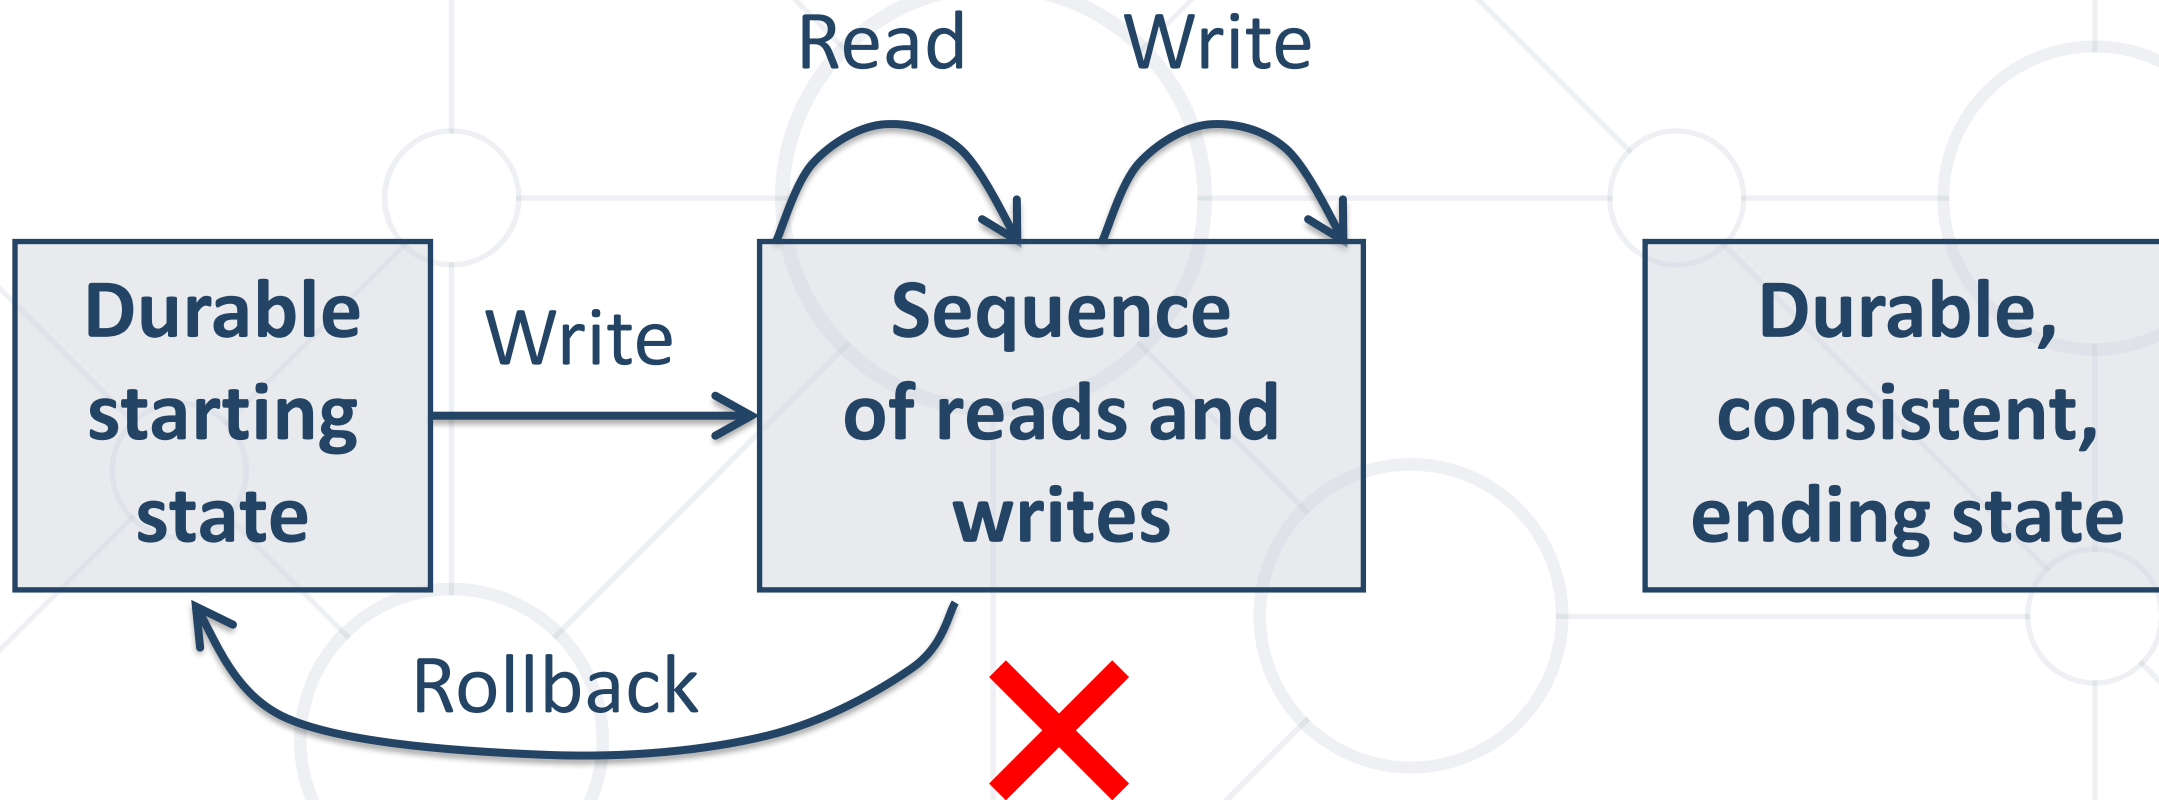 Read
Write
Durable
starting
state
Write
Sequence
of reads and
writes
Durable,
consistent,
ending state
Rollback